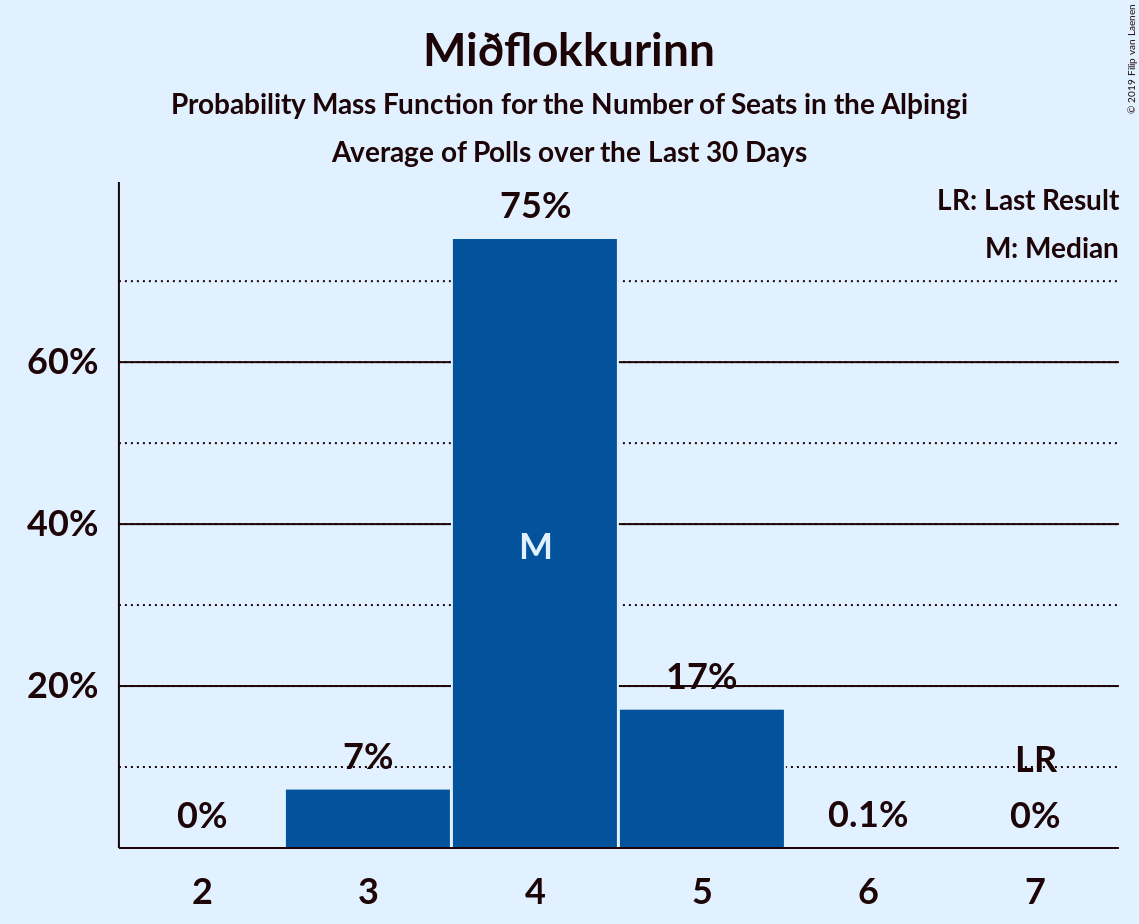 Miðflokkurinn
Probability Mass Function for the Number of Seats in the Alþingi
Average of Polls over the Last 30 Days
© 2019 Filip van Laenen
LR: Last Result
M: Median
75%
60%
40%
M
20%
17%
7%
LR
0%
0.1%
0%
2 3 4 5 6 7